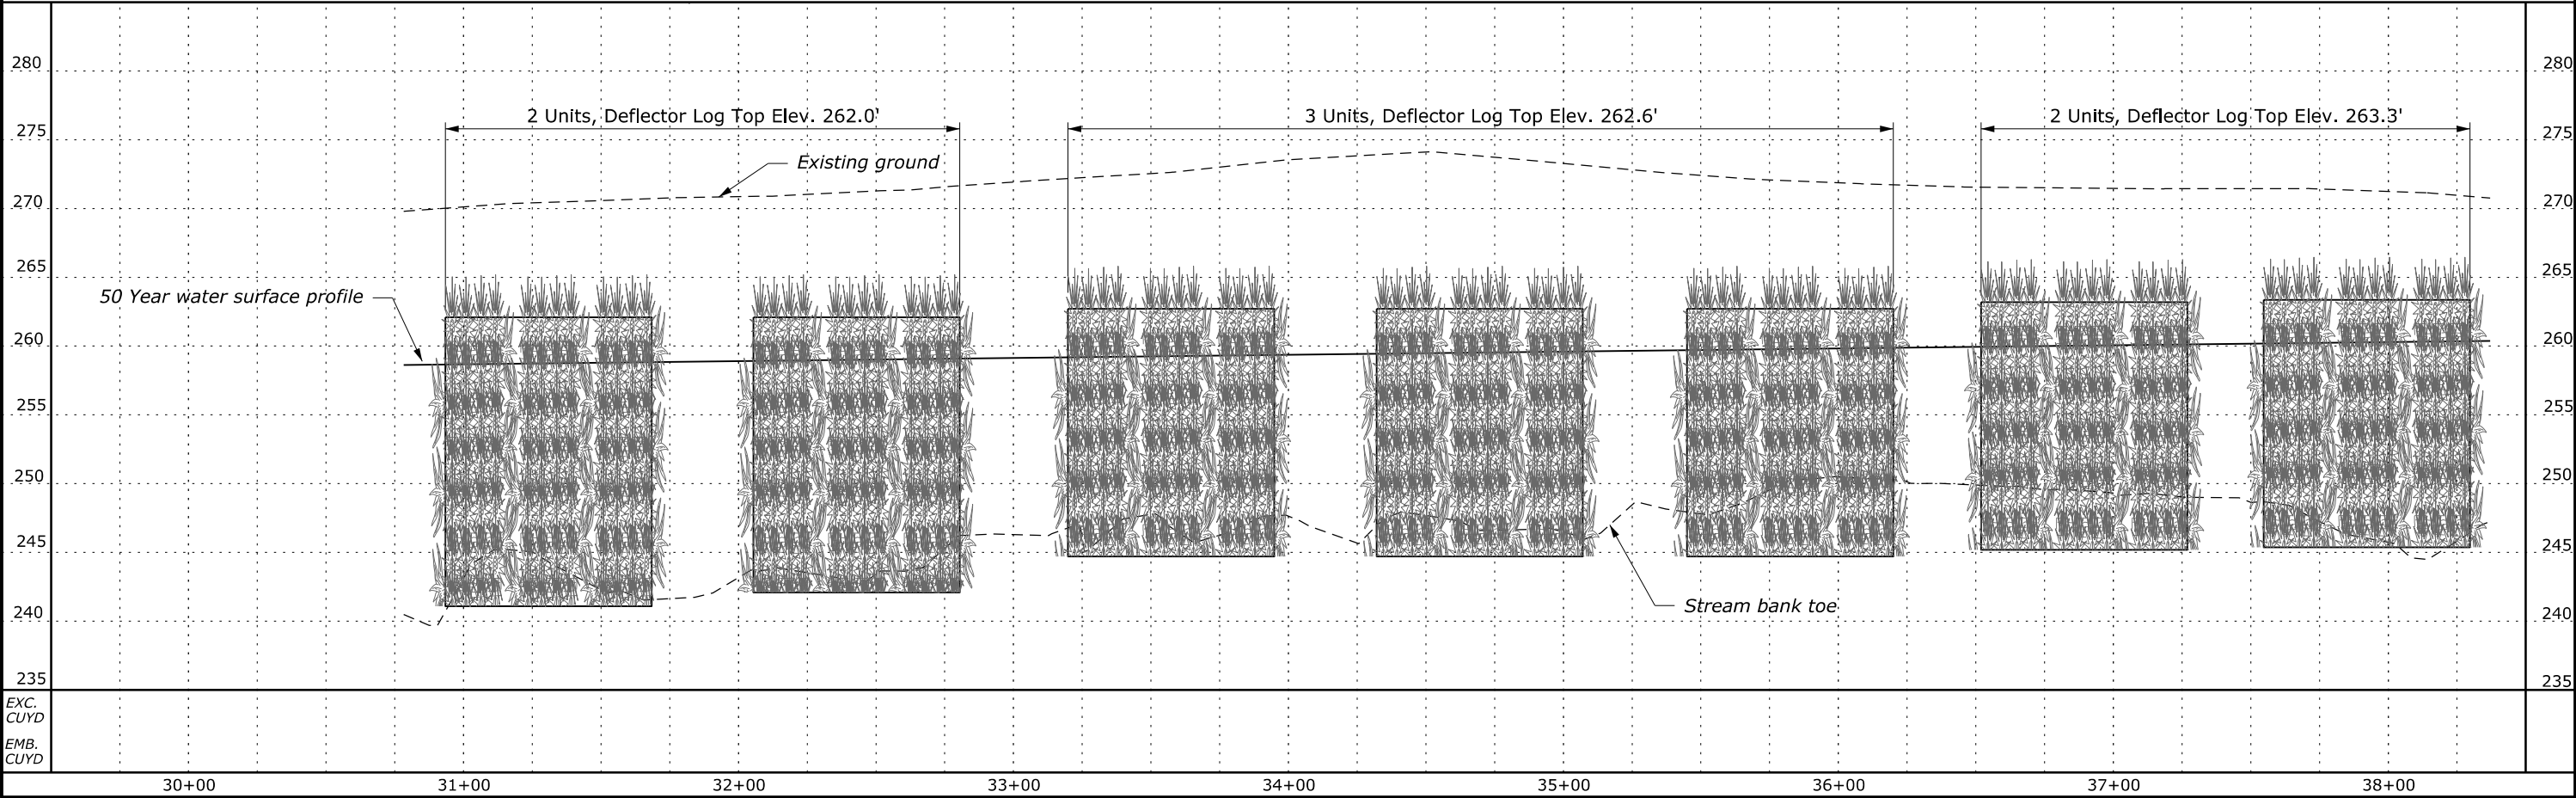 280
280
2 Units, Deflector Log Top Elev. 262.0'
3 Units, Deflector Log Top Elev. 262.6'
2 Units, Deflector Log Top Elev. 263.3'
275
275
Existing ground
270
270
265
265
50 Year water surface profile
260
260
255
255
250
250
245
245
Stream bank toe
240
240
235
235
EXC.
CUYD
EMB.
CUYD
30+00
31+00
32+00
33+00
34+00
35+00
36+00
37+00
38+00